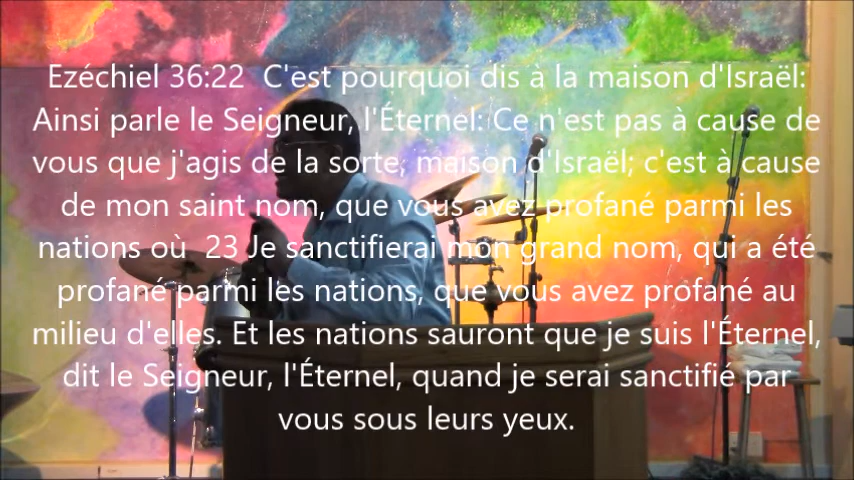 Ezéchiel 36:22  C'est pourquoi dis à la maison d'Israël:
Ainsi parle le Seigneur, l'Éternel: Ce n'est pas à cause de
vous que j'agis de la sorte, maison d'Israël; c'est à cause
de mon saint nom, que vous avez profané parmi les
nations où  23 Je sanctifierai mon grand nom, qui a été
profané parmi les nations, que vous avez profané au
milieu d'elles. Et les nations sauront que je suis l'Éternel,
dit le Seigneur, l'Éternel, quand je serai sanctifié par
vous sous leurs yeux.